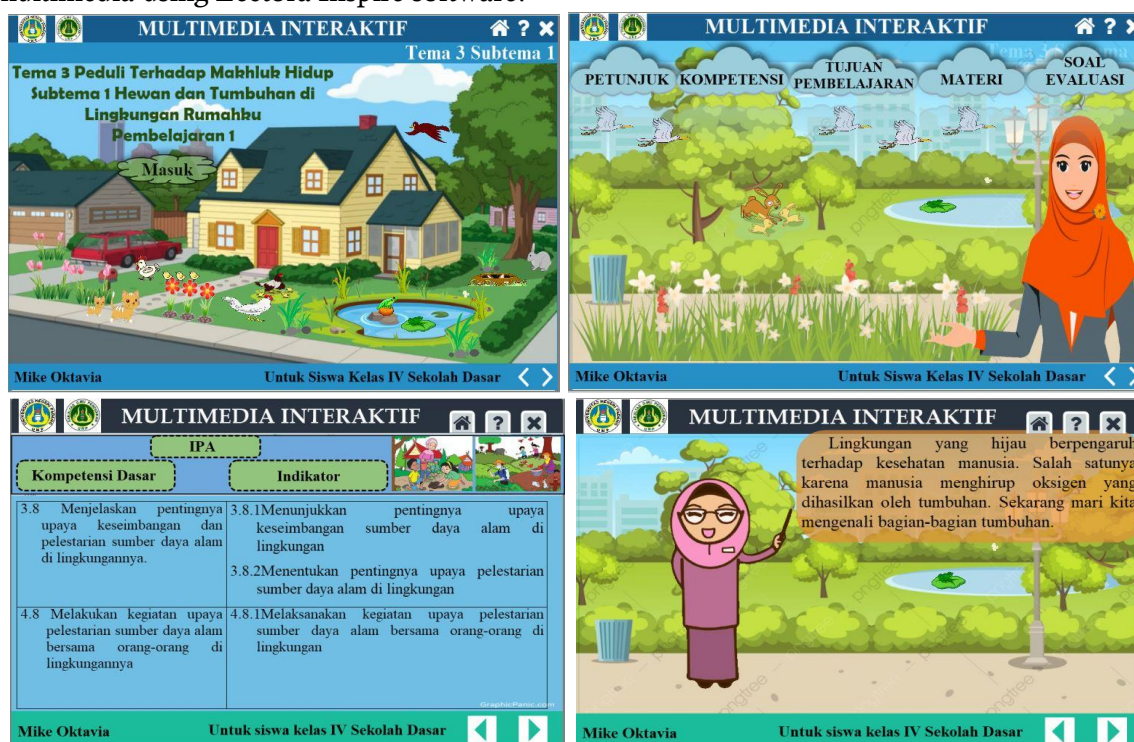 multimedia using Lectora Inspire software.
MULTIMEDIA INTERAKTIF
Tema 3 Subtema 1
Tema 3 Peduli Terhadap Makhluk Hidup
Subtema 1 Hewan dan Tumbuhan di
Lingkungan Rumahku
Pembelajaran 1
Masuk
Mike Oktavia
Untuk Siswa Kelas IV Sekolah Dasar
MULTIMEDIA INTERAKTIF
Tema 3 Subtema
PETUNJUK
KOMPETENSI
TUJUAN
PEMBELAJARAN
MATERI
SOAL
EVALUASI
Mike Oktavia
Untuk Siswa Kelas IV Sekolah Dasar
MULTIMEDIA INTERAKTIF
IPA
Kompetensi Dasar
Indikator
3.8 Menjelaskan pentingnya
upaya keseimbangan dan
pelestarian sumber daya alam
di lingkungannya.
3.8.1Menunjukkan pentingnya upaya
keseimbangan sumber daya alam di
lingkungan
3.8.2Menentukan pentingnya upaya pelestarian
sumber daya alam di lingkungan
4.8 Melakukan kegiatan upaya
pelestarian sumber daya alam
bersama orang-orang di
lingkungannya
4.8.1Melaksanakan kegiatan upaya pelestarian
sumber daya alam bersama orang-orang di
lingkungan
GraphicPanic.com
Mike Oktavia
Untuk siswa kelas IV Sekolah Dasar
MULTIMEDIA INTERAKTIF
Lingkungan yang hijau berpengaruh
terhadap kesehatan manusia. Salah satunya
karena manusia menghirup oksigen yang
dihasilkan oleh tumbuhan. Sekarang mari kita
mengenali bagian-bagian tumbuhan.
pngtree
Mike Oktavia
Untuk siswa kelas IV Sekolah Dasar